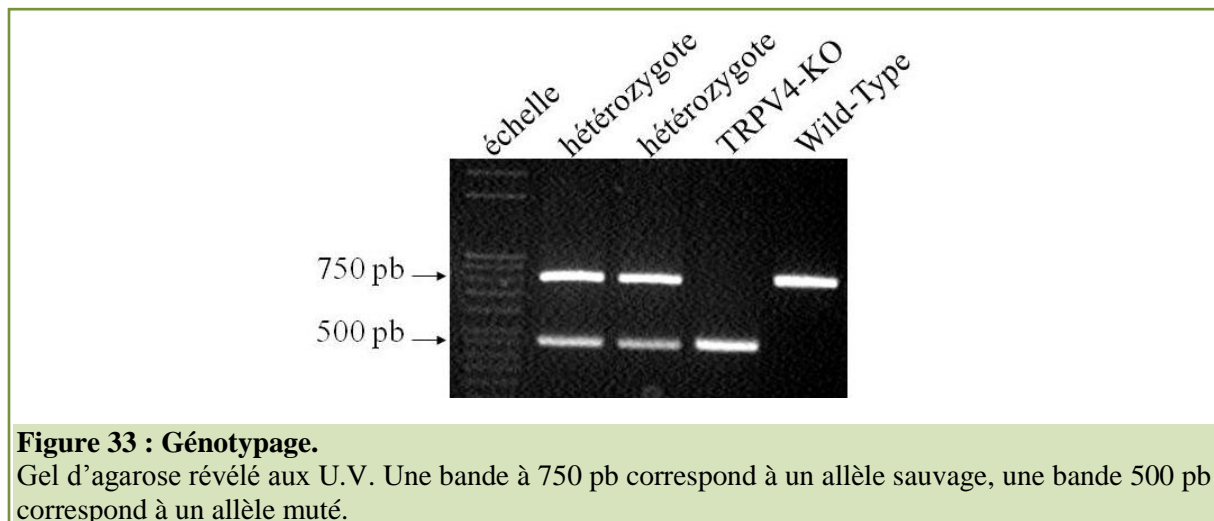 échelle
hétérozygote
hétérozygote
TRPV4-KO
Wild-Type
750 pb
500 pb
Figure 33 : Génotypage.
Gel d’agarose révélé aux U.V. Une bande à 750 pb correspond à un allèle sauvage, une bande 500 pb
correspond à un allèle muté.